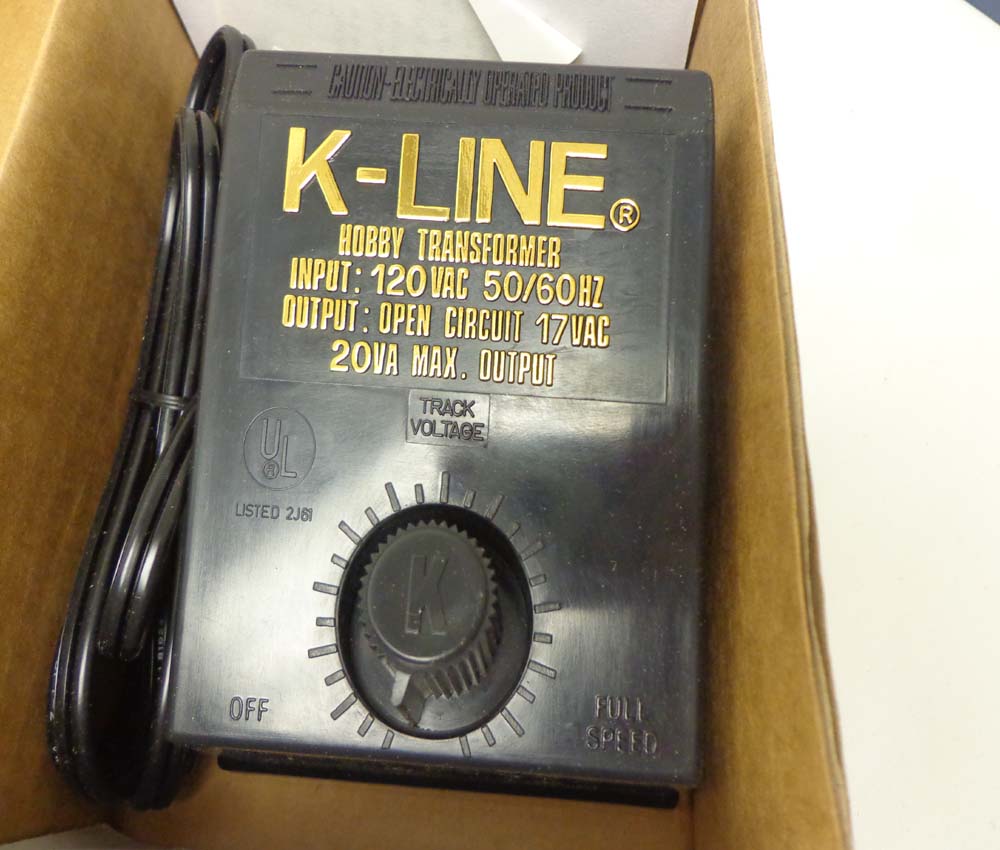 CAUTION-ELECTRICALLY OPERATED PRODUCT
K-LINE®
HOBBY TRANSFORMER
INPUT: 120VAC 50/60HZ
OUTPUT: OPEN CIRCUIT 17VAC
20VA MAX. OUTPUT
TRACK
VOLTAGE
UL®
LISTED 2J61
K
OFF
FULL
SPEED